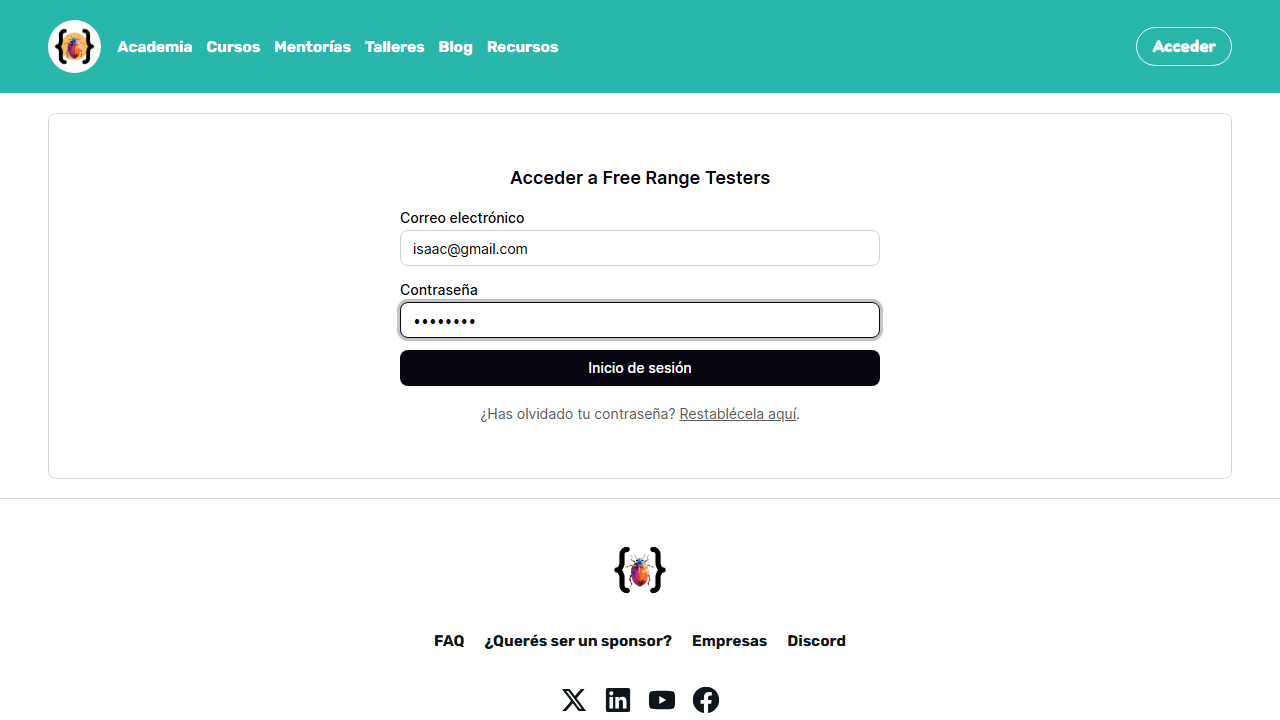 Academia Cursos Mentorías Talleres Blog Recursos Acceder
Acceder a Free Range Testers
Correo electrónico
isaac@gmail.com
Contraseña
••••••••
Inicio de sesión
¿Has olvidado tu contraseña? Restablécela aquí.
FAQ ¿Querés ser un sponsor? Empresas Discord